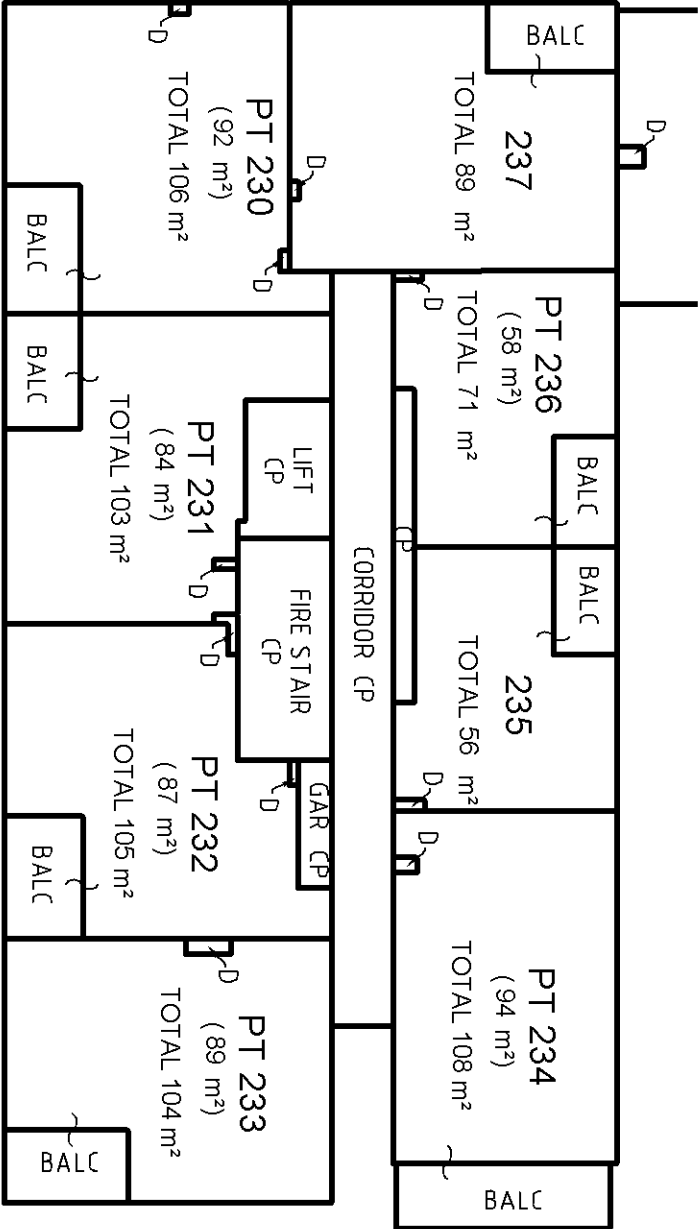 BALC
D
237
TOTAL 89 m²
D
PT 230
(92 m²)
TOTAL 106 m²
D
D
BALC
D
PT 236
(58 m²)
TOTAL 71 m²
BALC
BALC
PT 231
(84 m²)
TOTAL 103 m²
LIFT
CP
CP
CORRIDOR CP
BALC
235
TOTAL 56 m²
D
D
FIRE STAIR
CP
D
D
GAR CP
D
PT 232
(87 m²)
TOTAL 105 m²
BALC
PT 234
(94 m²)
TOTAL 108 m²
D
PT 233
(89 m²)
TOTAL 104 m²
BALC
BALC